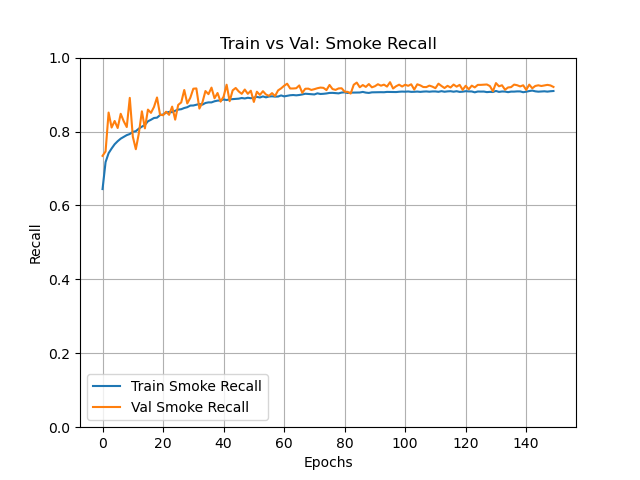 Train vs Val: Smoke Recall
1.0
0.8
0.6
0.4
0.2
0.0
Recall
Train Smoke Recall
Val Smoke Recall
0 20 40 60 80 100 120 140
Epochs